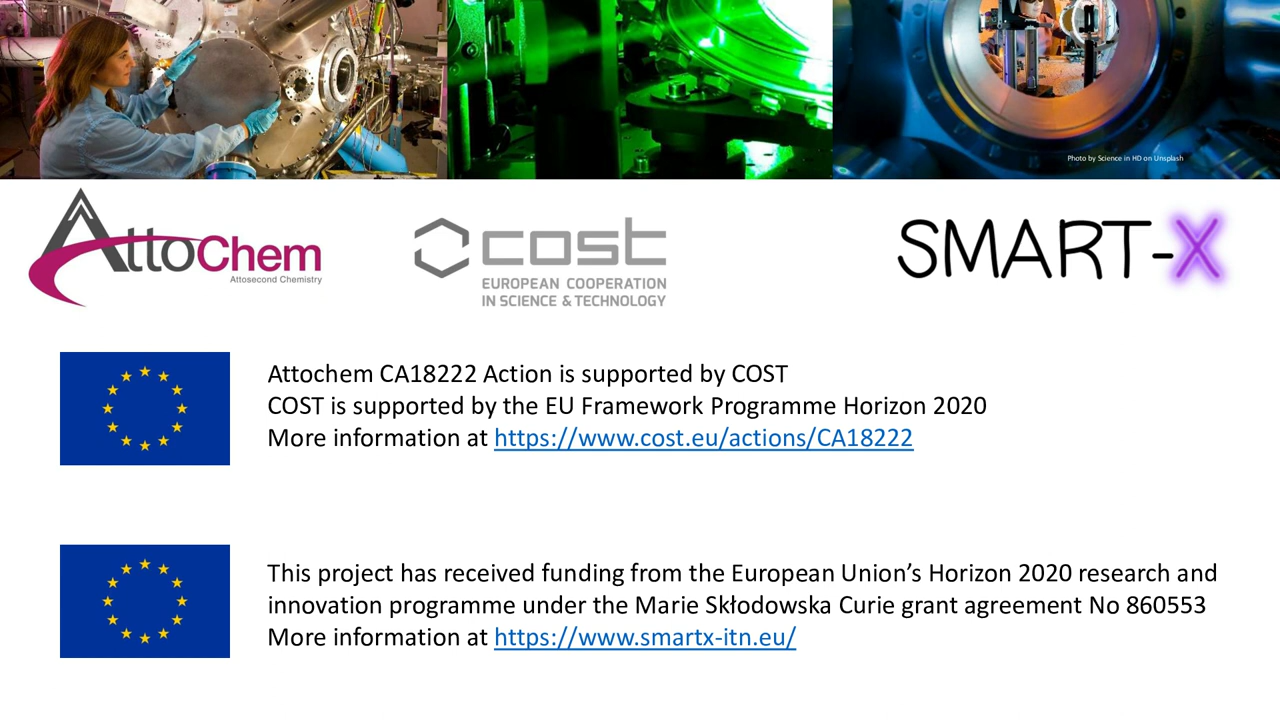 Photo by Science in HD on Unsplash
AttoChem
Attosecond Chemistry
cost
EUROPEAN COOPERATION
IN SCIENCE & TECHNOLOGY
SMART-X
Attochem CA18222 Action is supported by COST
COST is supported by the EU Framework Programme Horizon 2020
More information at https://www.cost.eu/actions/CA18222
This project has received funding from the European Union’s Horizon 2020 research and
innovation programme under the Marie Skłodowska Curie grant agreement No 860553
More information at https://www.smartx-itn.eu/